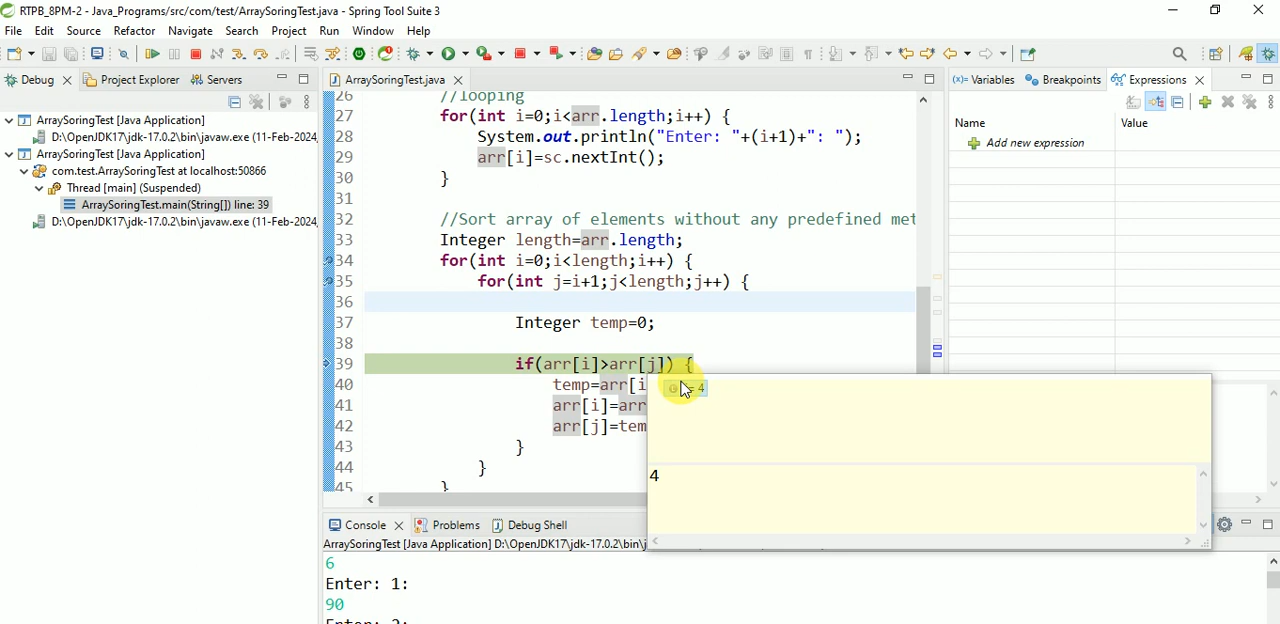 RTPB_8PM-2 - Java_Programs/src/com/test/ArraySoringTest.java - Spring Tool Suite 3
File Edit Source Refactor Navigate Search Project Run Window Help
Debug Project Explorer Servers
ArraySoringTest [Java Application]
D:\OpenJDK17\jdk-17.0.2\bin\javaw.exe (11-Feb-2024,
ArraySoringTest [Java Application]
com.test.ArraySoringTest at localhost:50866
Thread [main] (Suspended)
ArraySoringTest.main(String[]) line: 39
D:\OpenJDK17\jdk-17.0.2\bin\javaw.exe (11-Feb-2024,
ArraySoringTest.java
26 //looping
27 for(int i=0;i<arr.length;i++) {
28 System.out.println("Enter: "+(i+1)+": ");
29 arr[i]=sc.nextInt();
30 }
31
32 //Sort array of elements without any predefined met
33 Integer length=arr.length;
34 for(int i=0;i<length;i++) {
35 for(int j=i+1;j<length;j++) {
36
37 Integer temp=0;
38
39 if(arr[i]>arr[j]) {
40 temp=arr[i
41 arr[i]=arr
42 arr[j]=tem
43 }
44 }
45 }
= 4
4
(x)= Variables Breakpoints Expressions
Name Value
Add new expression
Console Problems Debug Shell
ArraySoringTest [Java Application] D:\OpenJDK17\jdk-17.0.2\bin\j
6
Enter: 1:
90
Enter: 2: